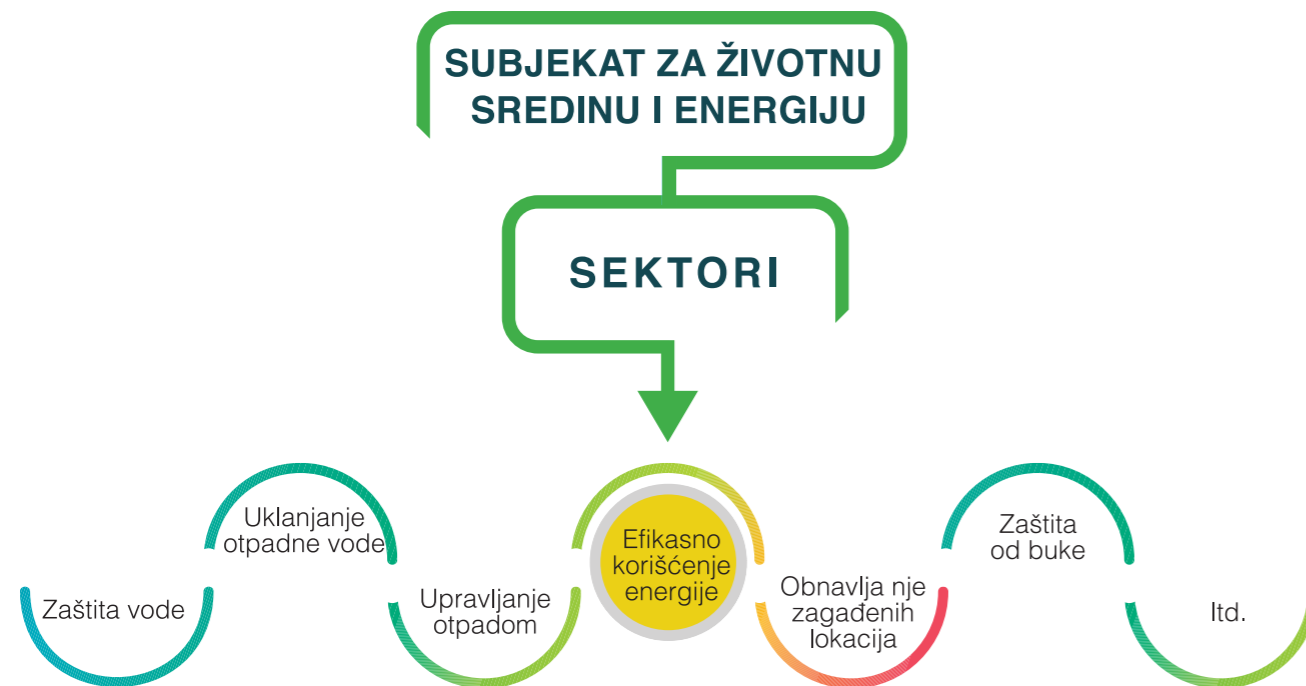 SUBJEKAT ZA ŽIVOTNU
SREDINU I ENERGIJU
SEKTORI
Zaštita vode
Uklanjanje
otpadne vode
Upravljanje
otpadom
Efikasno
korišćenje
energije
Obnavlja nje
zagađenih
lokacija
Zaštita
od buke
Itd.